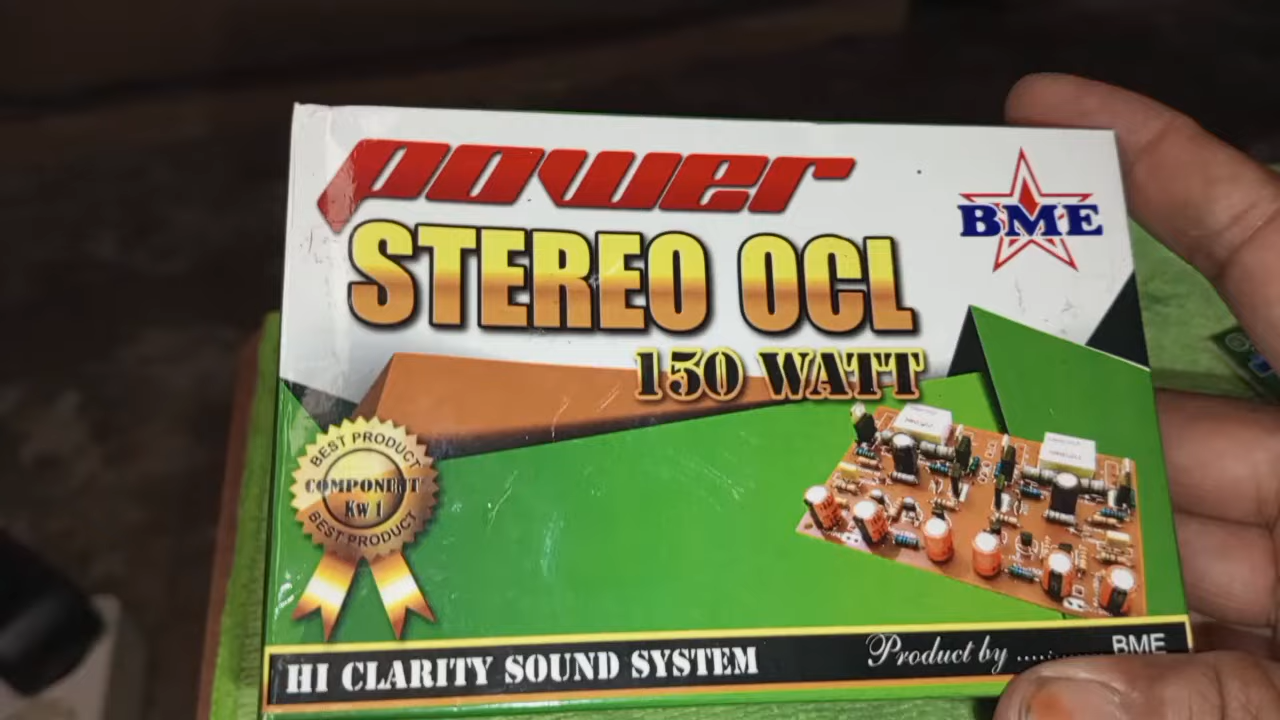 power
BME
STEREO OCL
150 WATT
BEST PRODUCT
COMPONENT
KW 1
BEST PRODUCT
HI CLARITY SOUND SYSTEM
Product by ............ BME